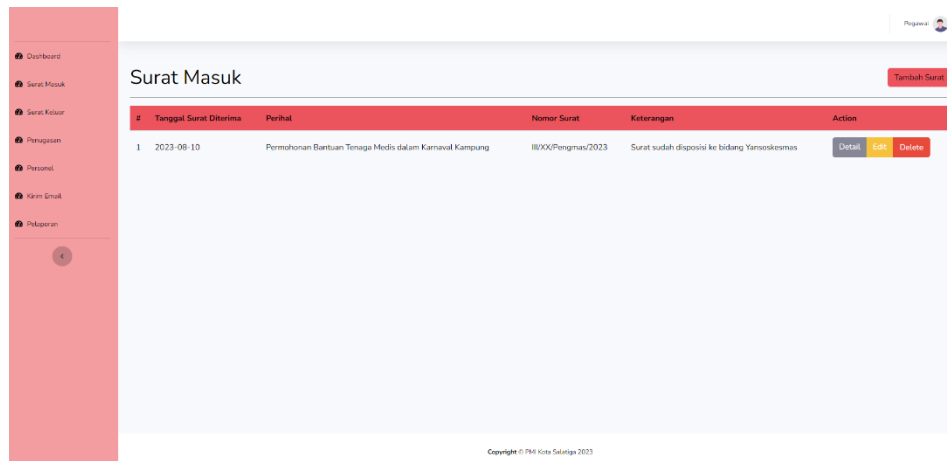 Pegawai
Dashboard
Surat Masuk
Surat Keluar
Penugasan
Personel
Kirim Email
Pelaporan
Surat Masuk
Tambah Surat
# Tanggal Surat Diterima Perihal Nomor Surat Keterangan Action
1 2023-08-10 Permohonan Bantuan Tenaga Medis dalam Karnaval Kampung III/XX/Pengmas/2023 Surat sudah disposisi ke bidang Yansoskesmas Detail Edit Delete
Copyright © PMI Kota Salatiga 2023